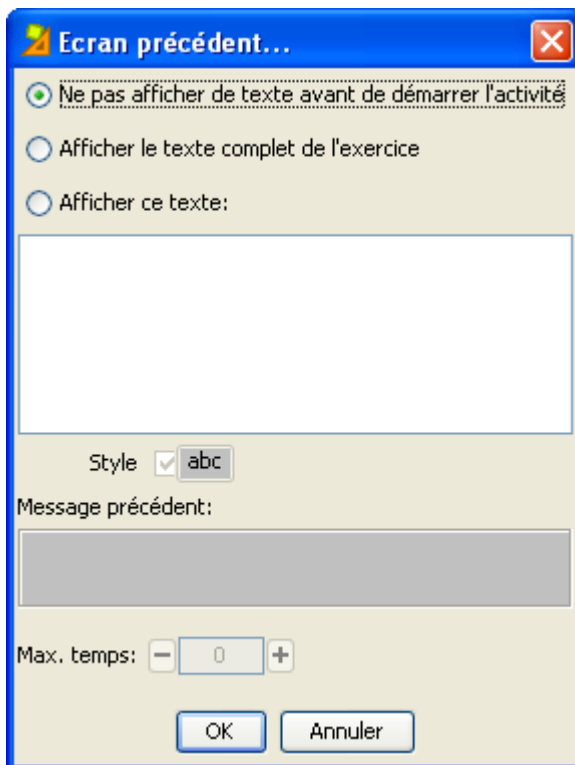 Ecran précédent...
Ne pas afficher de texte avant de démarrer l'activité
Afficher le texte complet de l'exercice
Afficher ce texte:
Style abc
Message précédent:
Max. temps: 0
OK Annuler